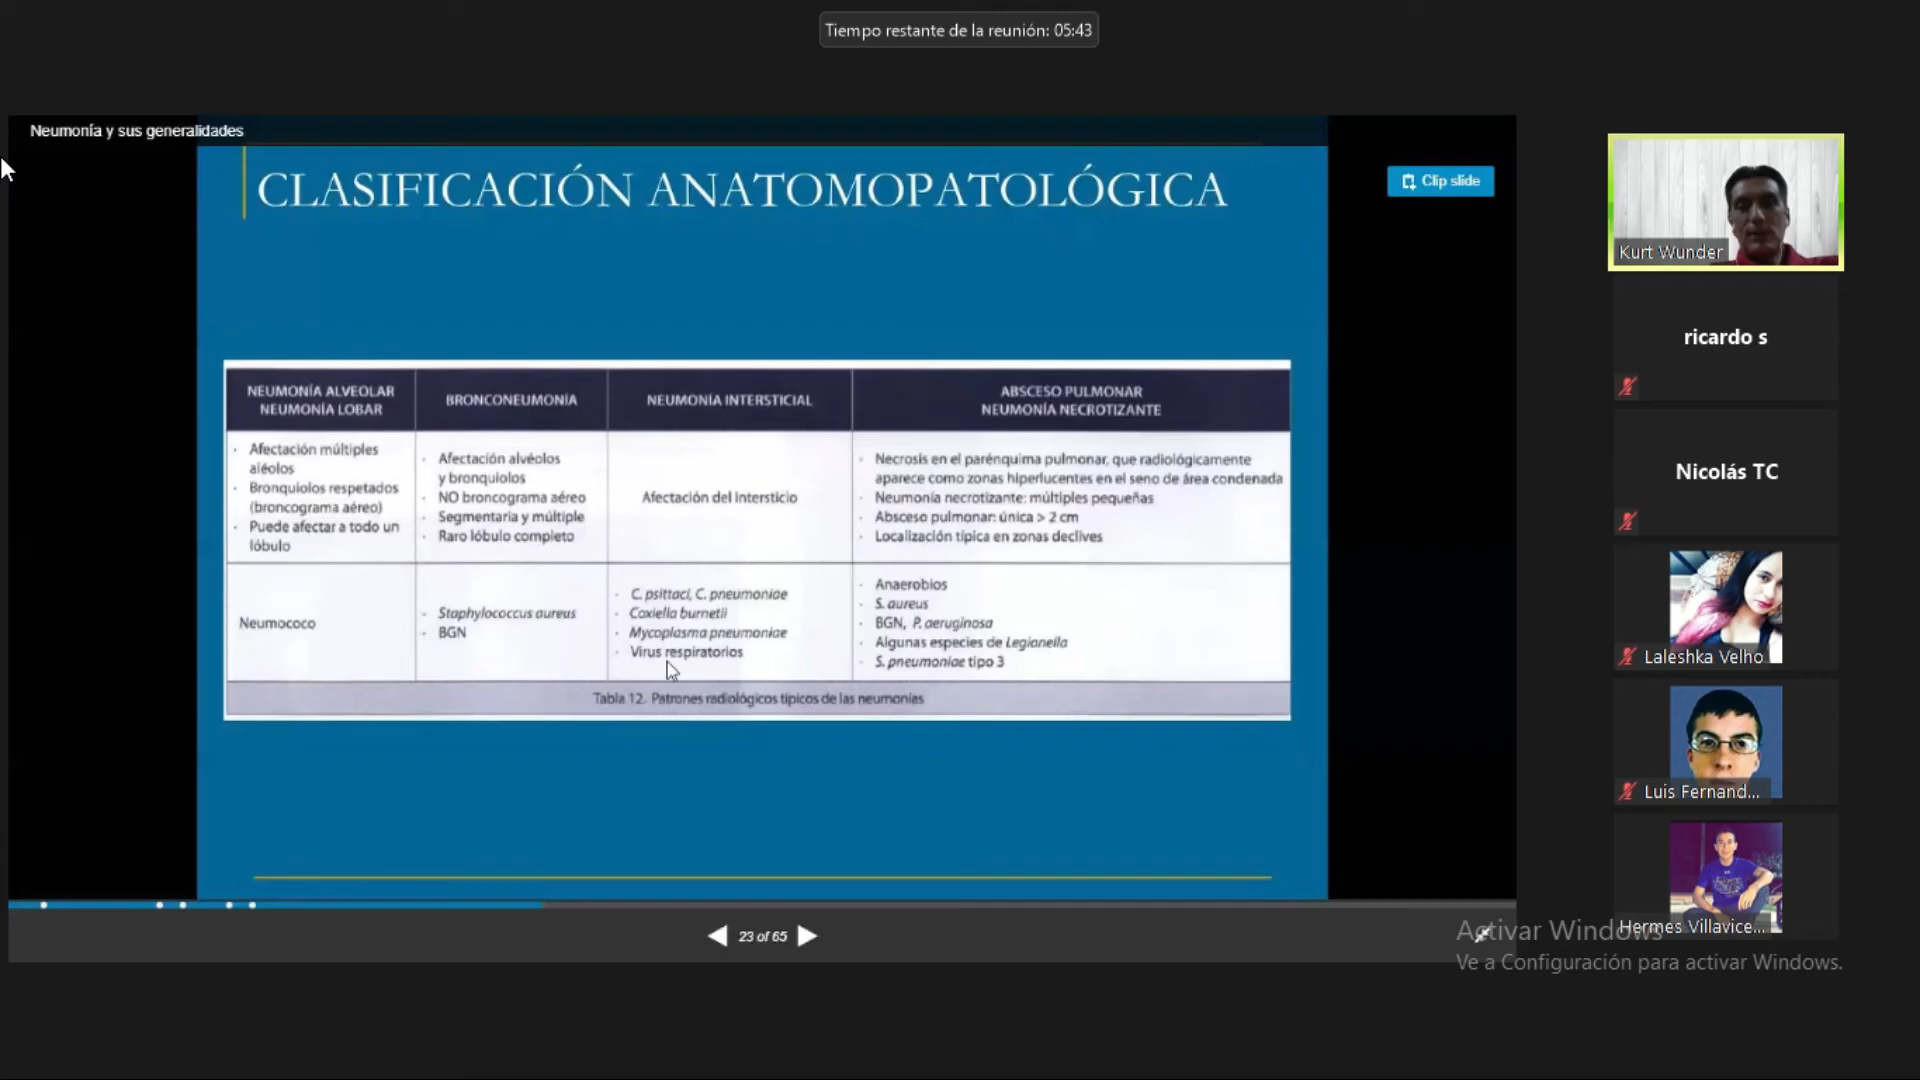 Tiempo restante de la reunión: 05:43
Neumonía y sus generalidades
CLASIFICACIÓN ANATOMOPATOLÓGICA
Clip slide
NEUMONÍA ALVEOLAR
NEUMONÍA LOBAR
BRONCONEUMONÍA
NEUMONÍA INTERSTICIAL
ABSCESO PULMONAR
NEUMONÍA NECROTIZANTE
· Afectación múltiples
aléolos
· Bronquiolos respetados
(broncograma aéreo)
· Puede afectar a todo un
lóbulo
· Afectación alvéolos
y bronquiolos
· NO broncograma aéreo
· Segmentaria y múltiple
· Raro lóbulo completo
Afectación del intersticio
· Necrosis en el parénquima pulmonar, que radiológicamente
aparece como zonas hiperlucentes en el seno de área condenada
· Neumonía necrotizante: múltiples pequeñas
· Absceso pulmonar: única > 2 cm
· Localización típica en zonas declives
Neumococo
· Staphylococcus aureus
· BGN
· C. psittaci, C. pneumoniae
· Coxiella burnetii
· Mycoplasma pneumoniae
· Virus respiratorios
· Anaerobios
· S. aureus
· BGN, P. aeruginosa
· Algunas especies de Legionella
· S. pneumoniae tipo 3
Tabla 12. Patrones radiológicos típicos de las neumonías
23 of 65
Kurt Wunder
ricardo s
Nicolás TC
Laleshka Velho
Luis Fernand...
Hermes Villavice...
Activar Windows
Ve a Configuración para activar Windows.